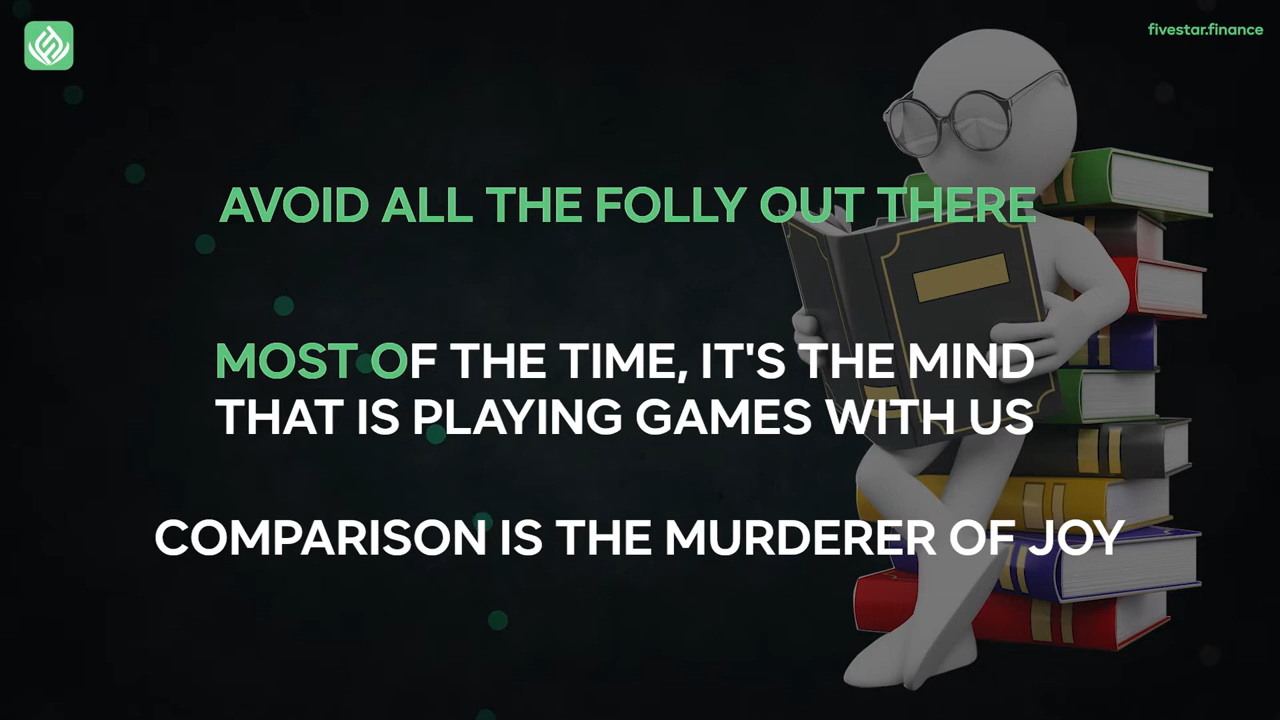 fivestar.finance
AVOID ALL THE FOLLY OUT THERE
MOST OF THE TIME, IT'S THE MIND
THAT IS PLAYING GAMES WITH US
COMPARISON IS THE MURDERER OF JOY